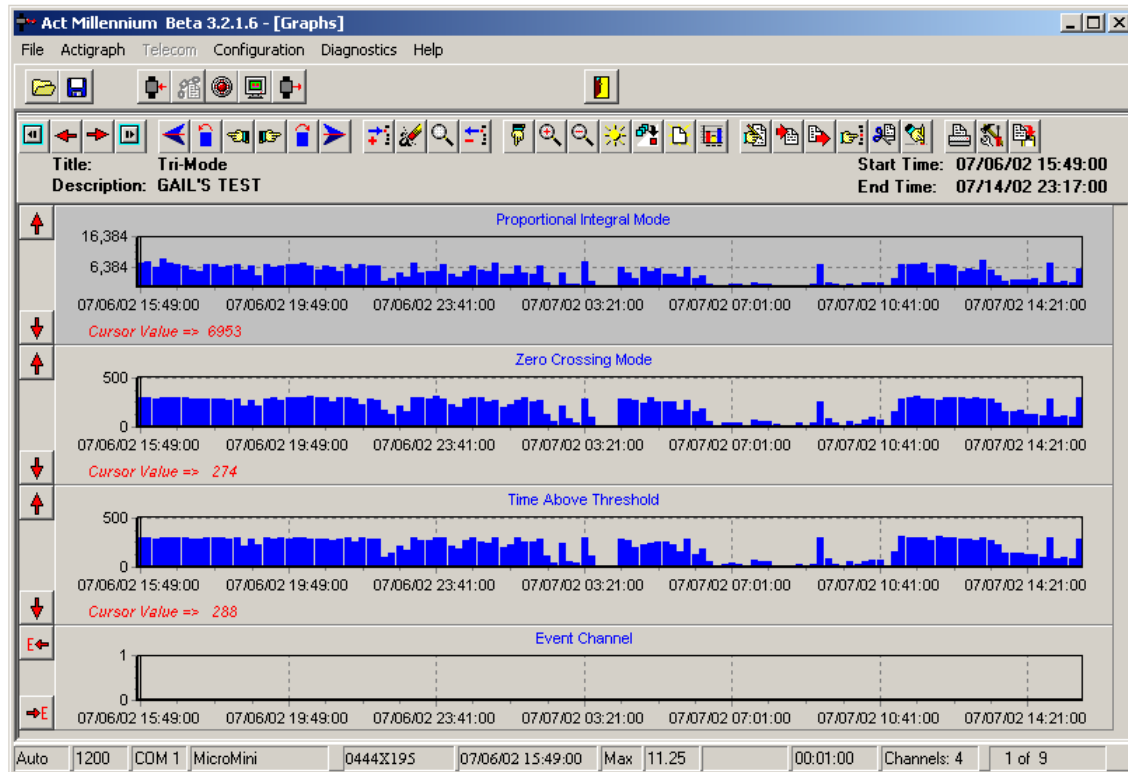 Act Millennium Beta 3.2.1.6 - [Graphs]
File Actigraph Telecom Configuration Diagnostics Help
Title: Tri-Mode
Start Time: 07/06/02 15:49:00
Description: GAIL'S TEST
End Time: 07/14/02 23:17:00
Proportional Integral Mode
16,384
6,384
07/06/02 15:49:00 07/06/02 19:49:00 07/06/02 23:41:00 07/07/02 03:21:00 07/07/02 07:01:00 07/07/02 10:41:00 07/07/02 14:21:00
Cursor Value => 6953
Zero Crossing Mode
500
0
07/06/02 15:49:00 07/06/02 19:49:00 07/06/02 23:41:00 07/07/02 03:21:00 07/07/02 07:01:00 07/07/02 10:41:00 07/07/02 14:21:00
Cursor Value => 274
Time Above Threshold
500
0
07/06/02 15:49:00 07/06/02 19:49:00 07/06/02 23:41:00 07/07/02 03:21:00 07/07/02 07:01:00 07/07/02 10:41:00 07/07/02 14:21:00
Cursor Value => 288
E
Event Channel
1
0
E
07/06/02 15:49:00 07/06/02 19:49:00 07/06/02 23:41:00 07/07/02 03:21:00 07/07/02 07:01:00 07/07/02 10:41:00 07/07/02 14:21:00
Auto 1200 COM 1 MicroMini 0444X195 07/06/02 15:49:00 Max 11.25 00:01:00 Channels: 4 1 of 9